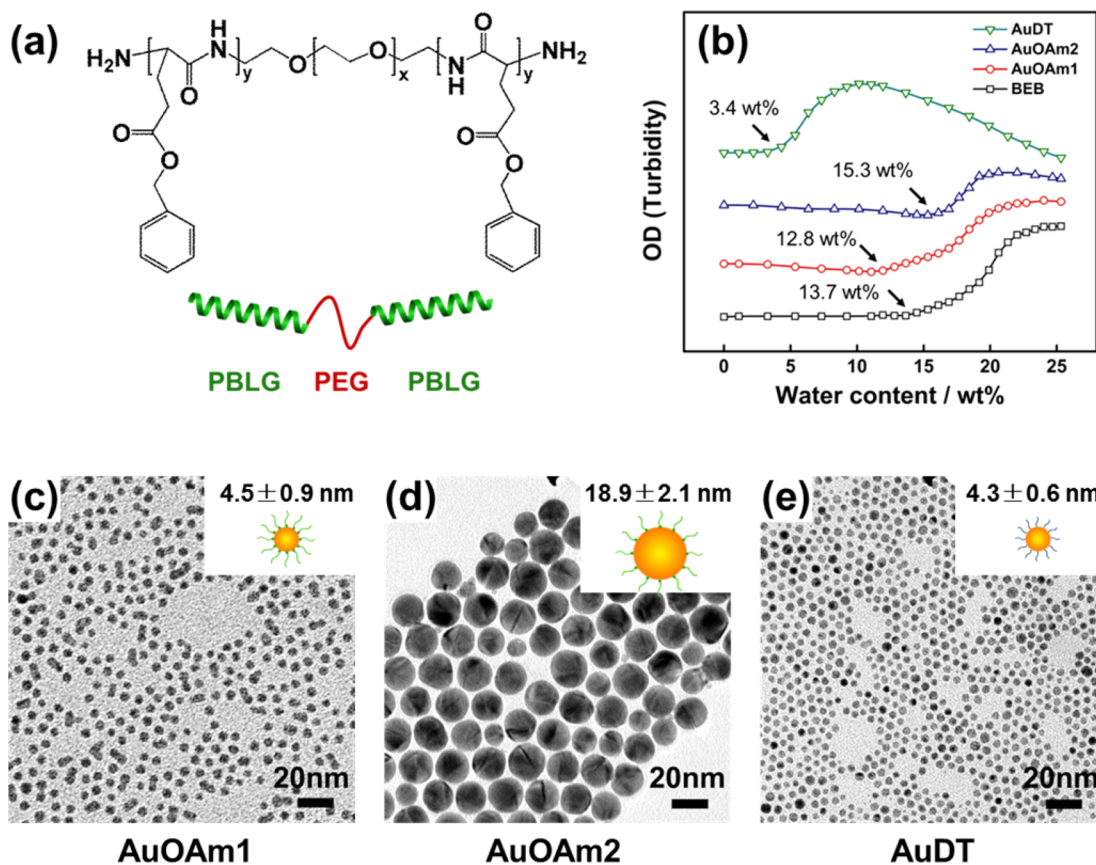 (a)
H₂N
H
N
y
O
O
x
N
H
O
y
NH₂
O
O
O
O
O
PBLG PEG PBLG
(b)
AuDT
AuOAm2
AuOAm1
BEB
3.4 wt%
15.3 wt%
12.8 wt%
13.7 wt%
OD (Turbidity)
0 5 10 15 20 25
Water content / wt%
(c)
4.5±0.9 nm
20nm
AuOAm1
(d)
18.9±2.1 nm
20nm
AuOAm2
(e)
4.3±0.6 nm
20nm
AuDT